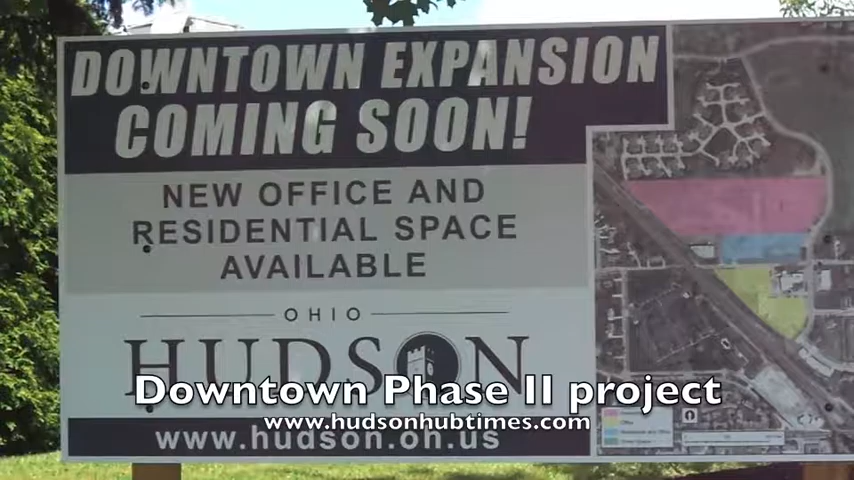 DOWNTOWN EXPANSION
COMING SOON!
NEW OFFICE AND
RESIDENTIAL SPACE
AVAILABLE
OHIO
HUDSON
Downtown Phase II project
www.hudsonhubtimes.com
www.hudson.oh.us